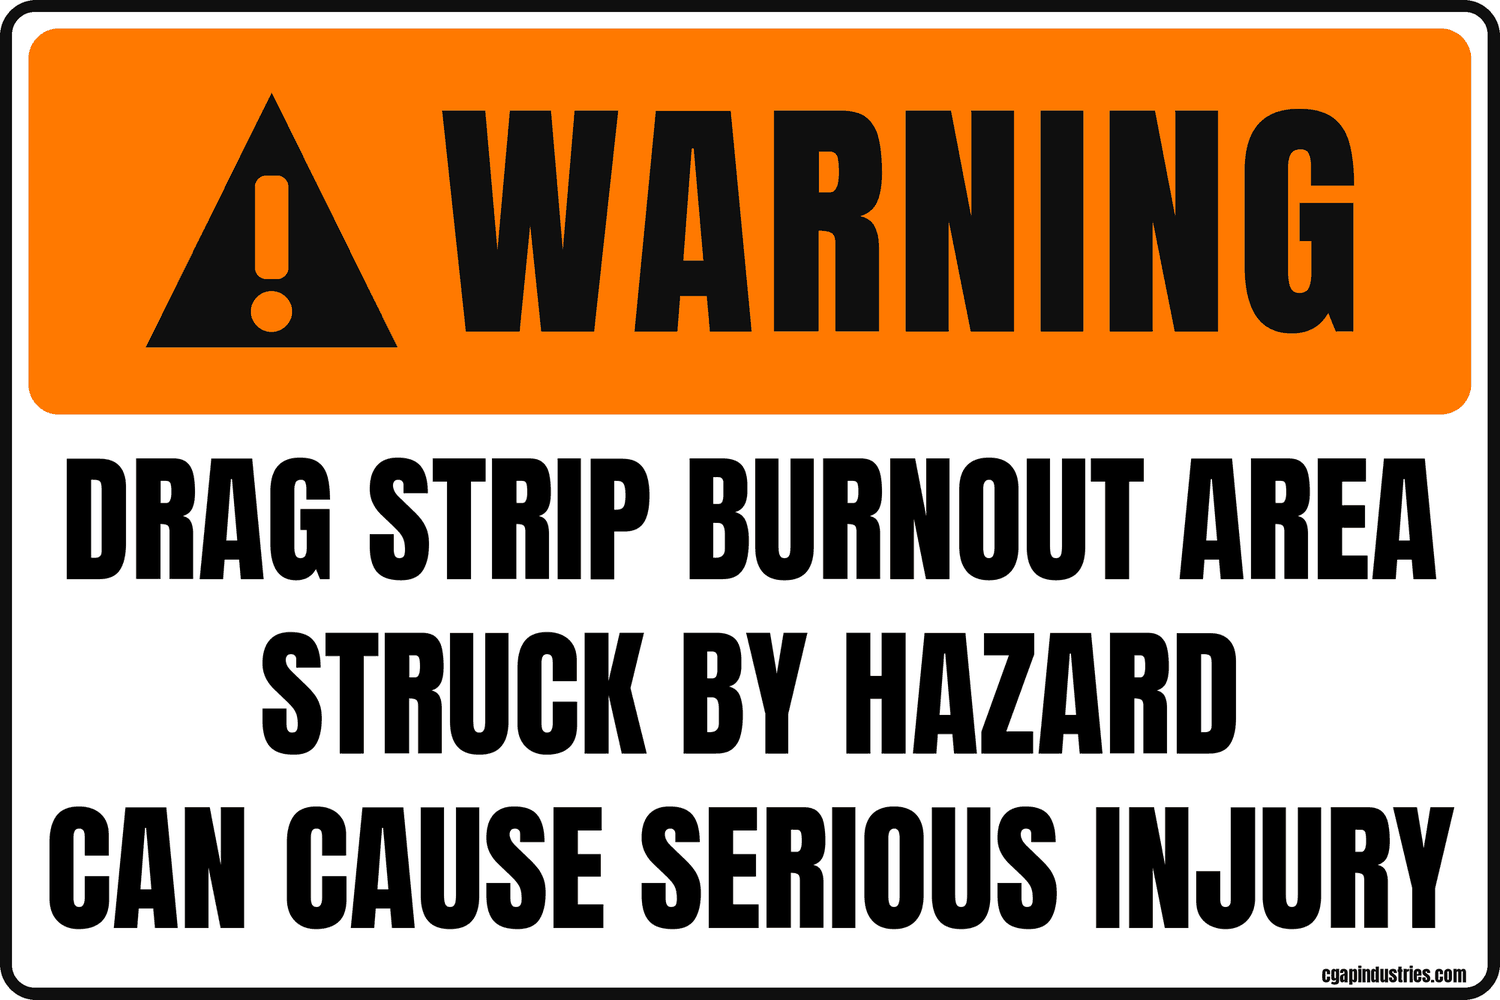 WARNING
DRAG STRIP BURNOUT AREA
STRUCK BY HAZARD
CAN CAUSE SERIOUS INJURY
cgapindustries.com